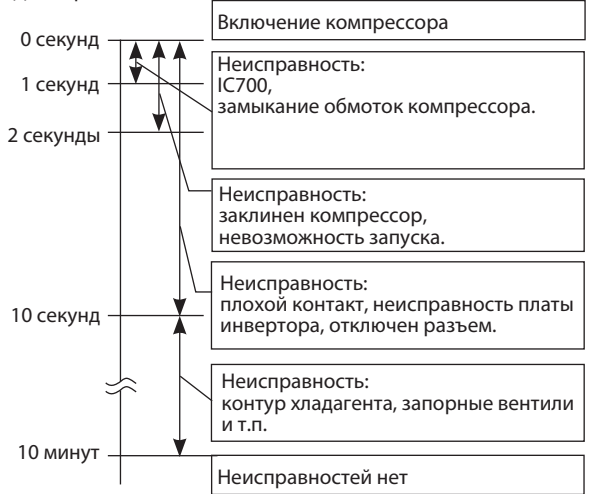 Включение компрессора
0 секунд
Неисправность:
IC700,
замыкание обмоток компрессора.
1 секунд
2 секунды
Неисправность:
заклинен компрессор,
невозможность запуска.
Неисправность:
плохой контакт, неисправность платы
инвертора, отключен разъем.
10 секунд
Неисправность:
контур хладагента, запорные вентили
и т.п.
10 минут
Неисправностей нет